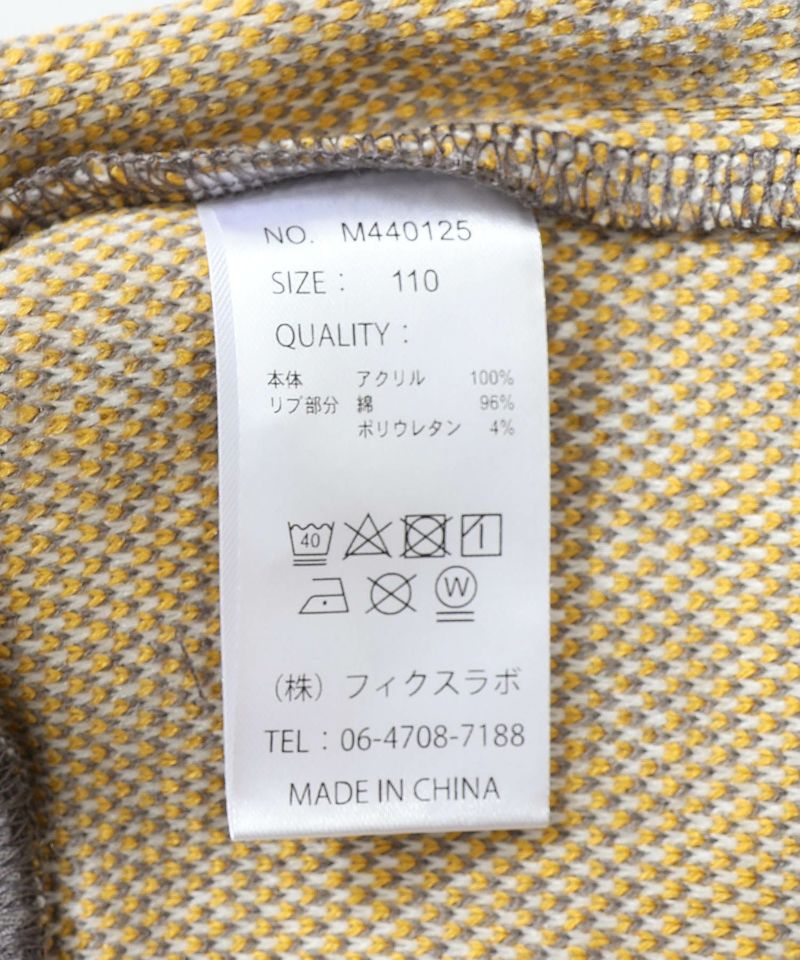 NO. M440125
SIZE : 110
QUALITY :
本体 アクリル 100%
リブ部分 綿 96%
ポリウレタン 4%
40
W
(株) フィクスラボ
TEL : 06-4708-7188
MADE IN CHINA